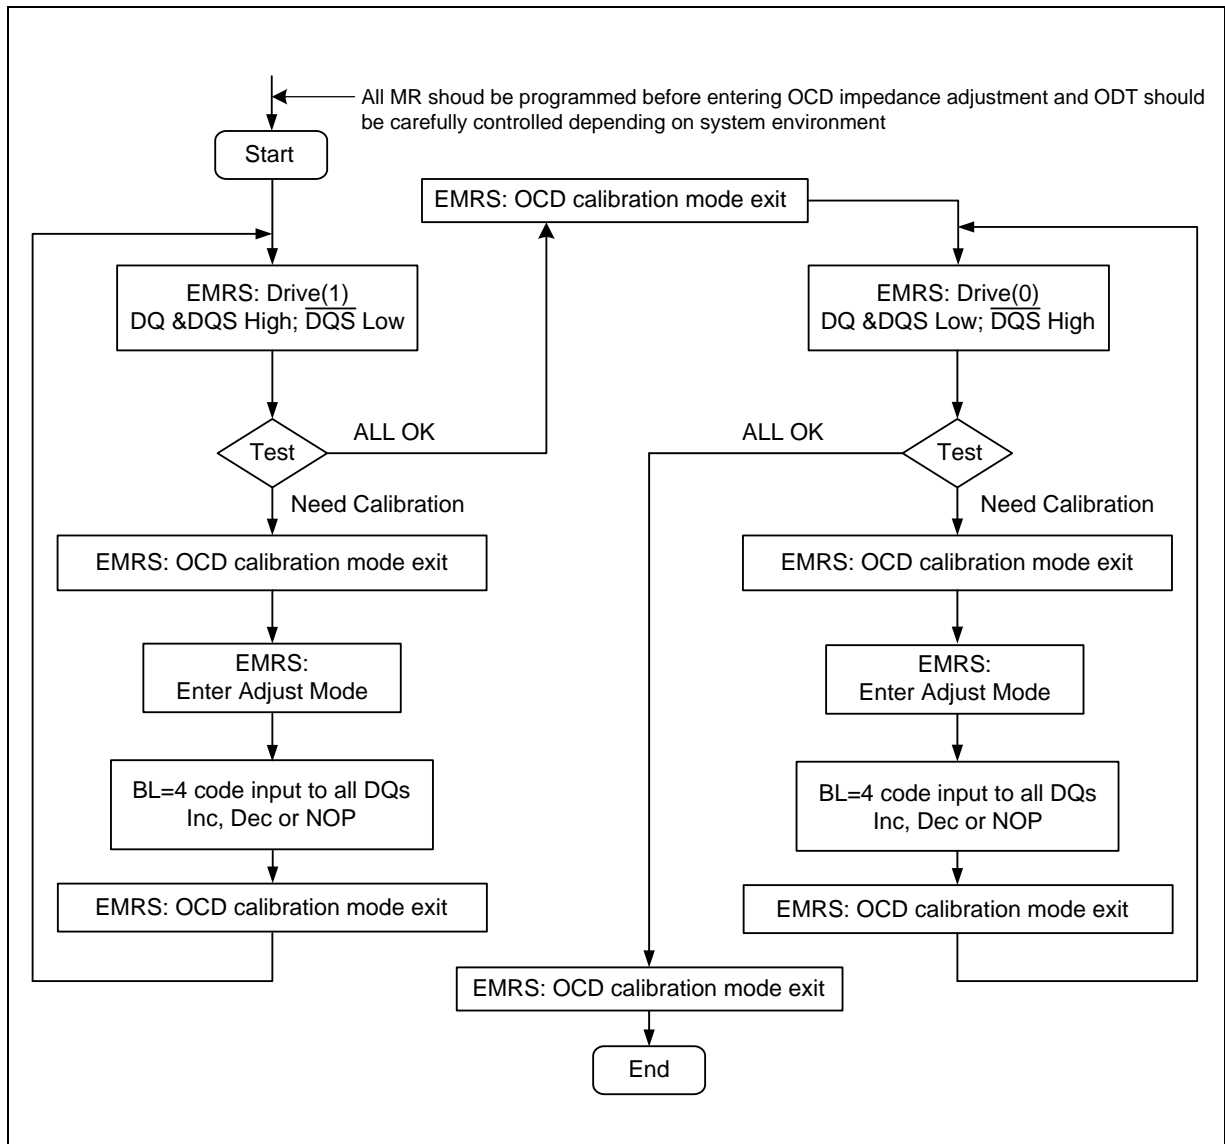 All MR shoud be programmed before entering OCD impedance adjustment and ODT should
be carefully controlled depending on system environment
Start
EMRS: OCD calibration mode exit
EMRS: Drive(1)
DQ &DQS High; D̅Q̅S̅ Low
Test
ALL OK
Need Calibration
EMRS: OCD calibration mode exit
EMRS:
Enter Adjust Mode
BL=4 code input to all DQs
Inc, Dec or NOP
EMRS: OCD calibration mode exit
EMRS: Drive(0)
DQ &DQS Low; D̅Q̅S̅ High
ALL OK
Test
Need Calibration
EMRS: OCD calibration mode exit
EMRS:
Enter Adjust Mode
BL=4 code input to all DQs
Inc, Dec or NOP
EMRS: OCD calibration mode exit
EMRS: OCD calibration mode exit
End